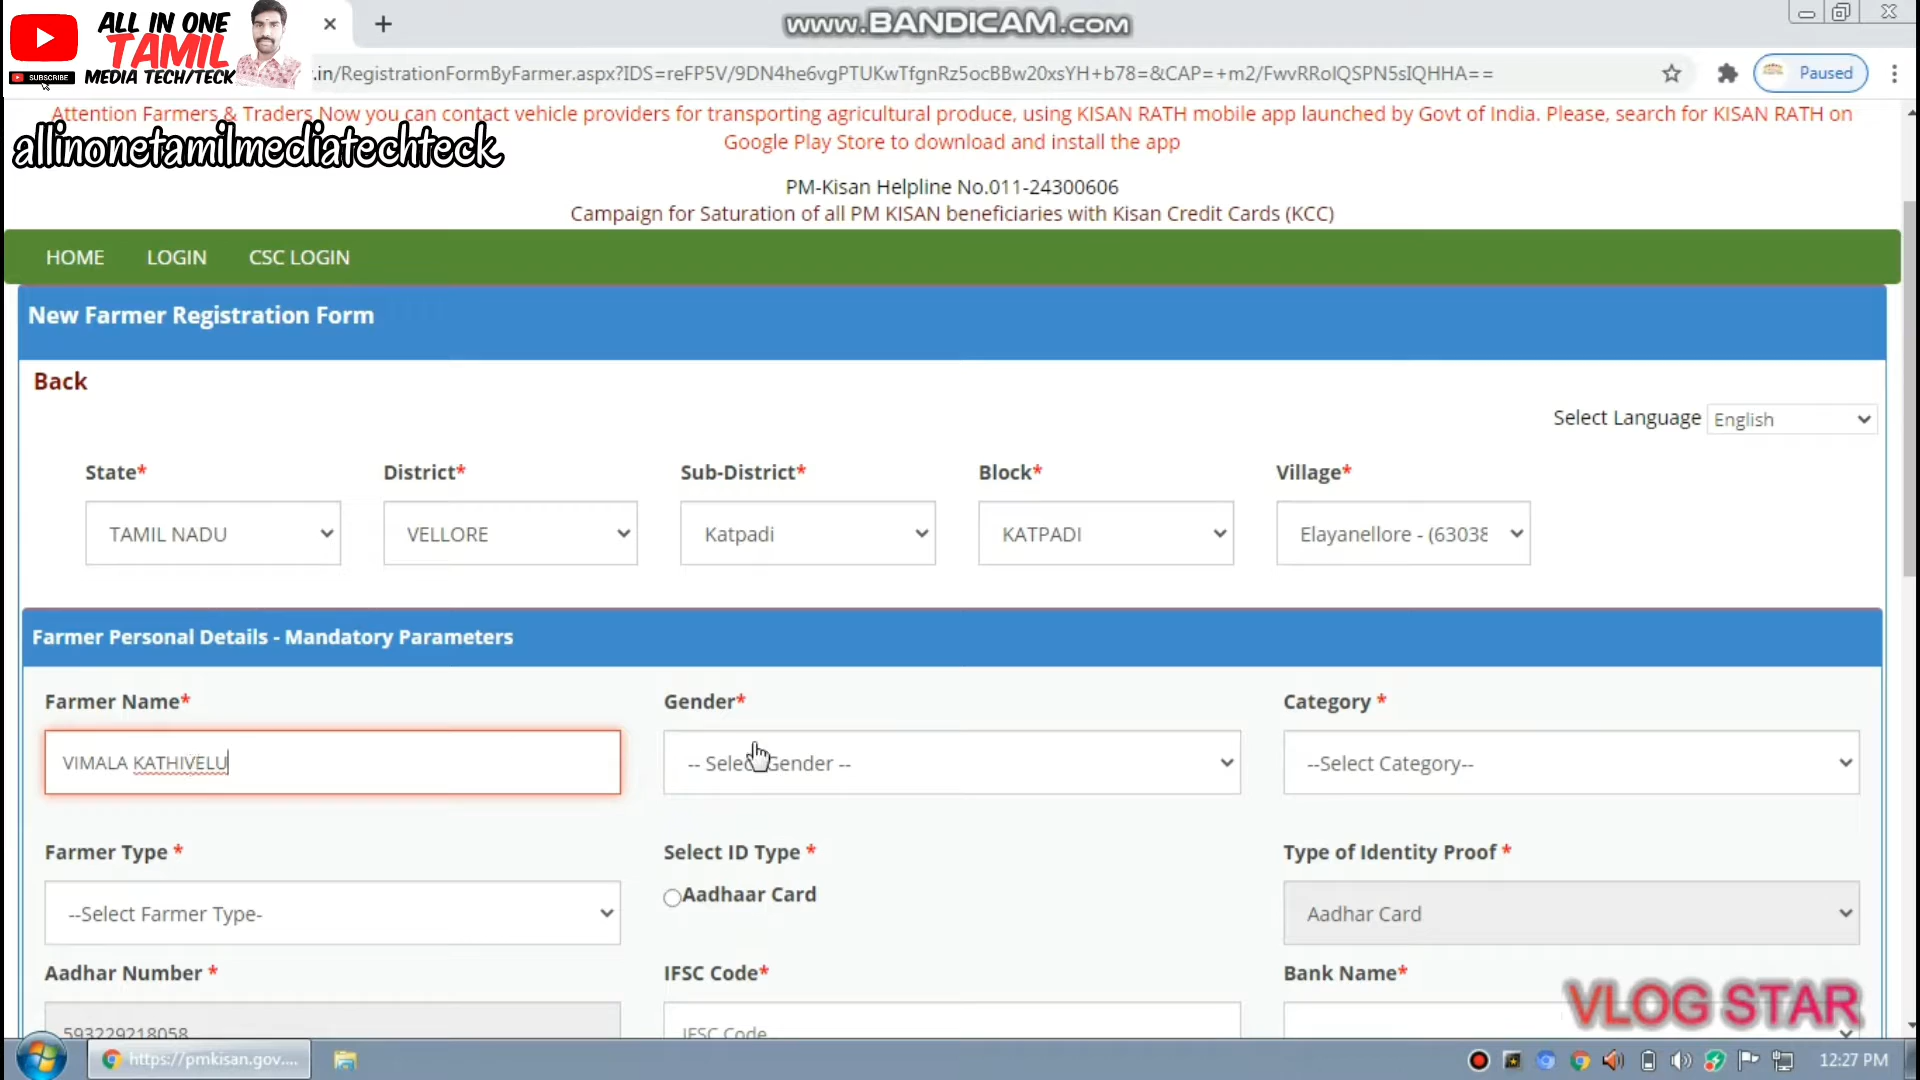 ALL IN ONE
TAMIL
MEDIA TECH/TECK
SUBSCRIBE
www.BANDICAM.com
.in/RegistrationFormByFarmer.aspx?IDS=reFP5V/9DN4he6vgPTUKwTfgnRz5ocBBw20xsYH+b78=&CAP=+m2/FwvRRolQSPN5sIQHHA==
Paused
Attention Farmers & Traders Now you can contact vehicle providers for transporting agricultural produce, using KISAN RATH mobile app launched by Govt of India. Please, search for KISAN RATH on
Google Play Store to download and install the app
allinonetamilmediatechteck
PM-Kisan Helpline No.011-24300606
Campaign for Saturation of all PM KISAN beneficiaries with Kisan Credit Cards (KCC)
HOME LOGIN CSC LOGIN
New Farmer Registration Form
Back
Select Language English
State* District* Sub-District* Block* Village*
TAMIL NADU VELLORE Katpadi KATPADI Elayanellore - (63038
Farmer Personal Details - Mandatory Parameters
Farmer Name* Gender* Category *
VIMALA KATHIVELU -- Select Gender -- --Select Category--
Farmer Type * Select ID Type * Type of Identity Proof *
Aadhaar Card
--Select Farmer Type- Aadhar Card
Aadhar Number * IFSC Code* Bank Name*
593229218058 IFSC Code
VLOG STAR
https://pmkisan.gov.... 12:27 PM